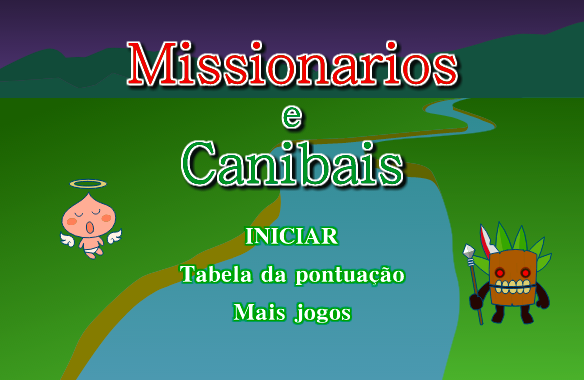 Missionarios
e
Canibais
INICIAR
Tabela da pontuação
Mais jogos